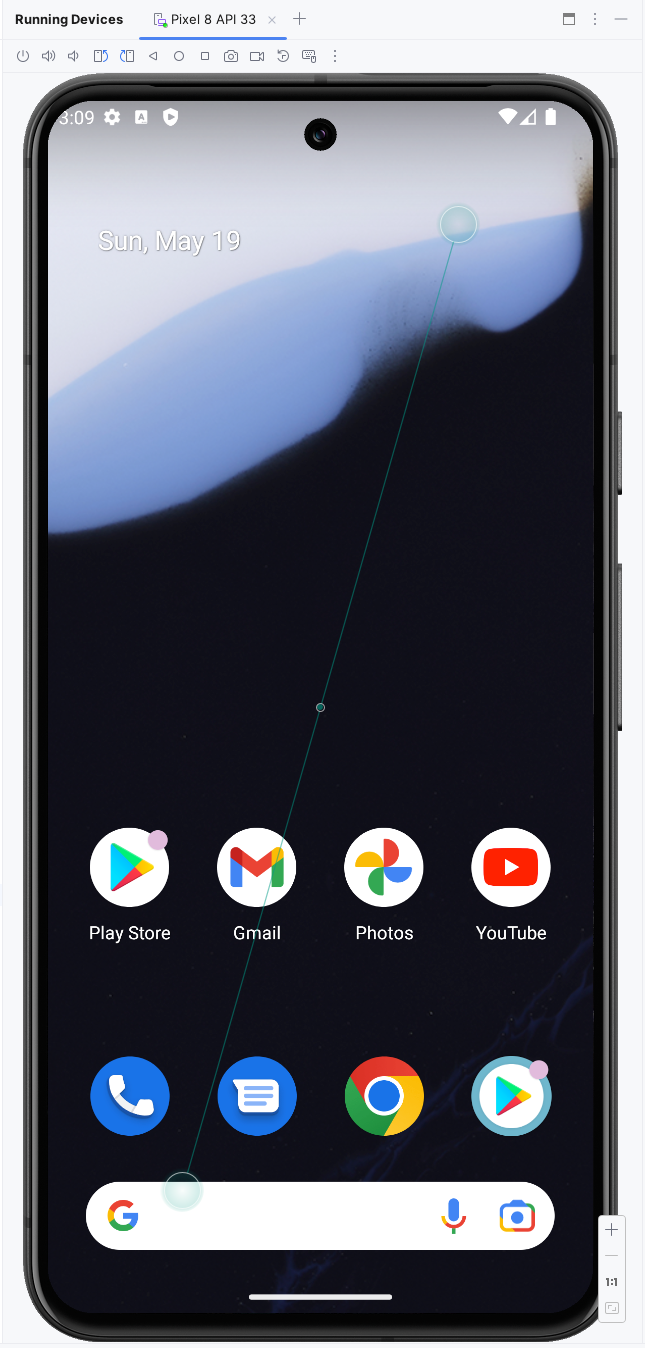 Running Devices
Pixel 8 API 33
3:09
Sun, May 19
Play Store
Gmail
Photos
YouTube
1:1